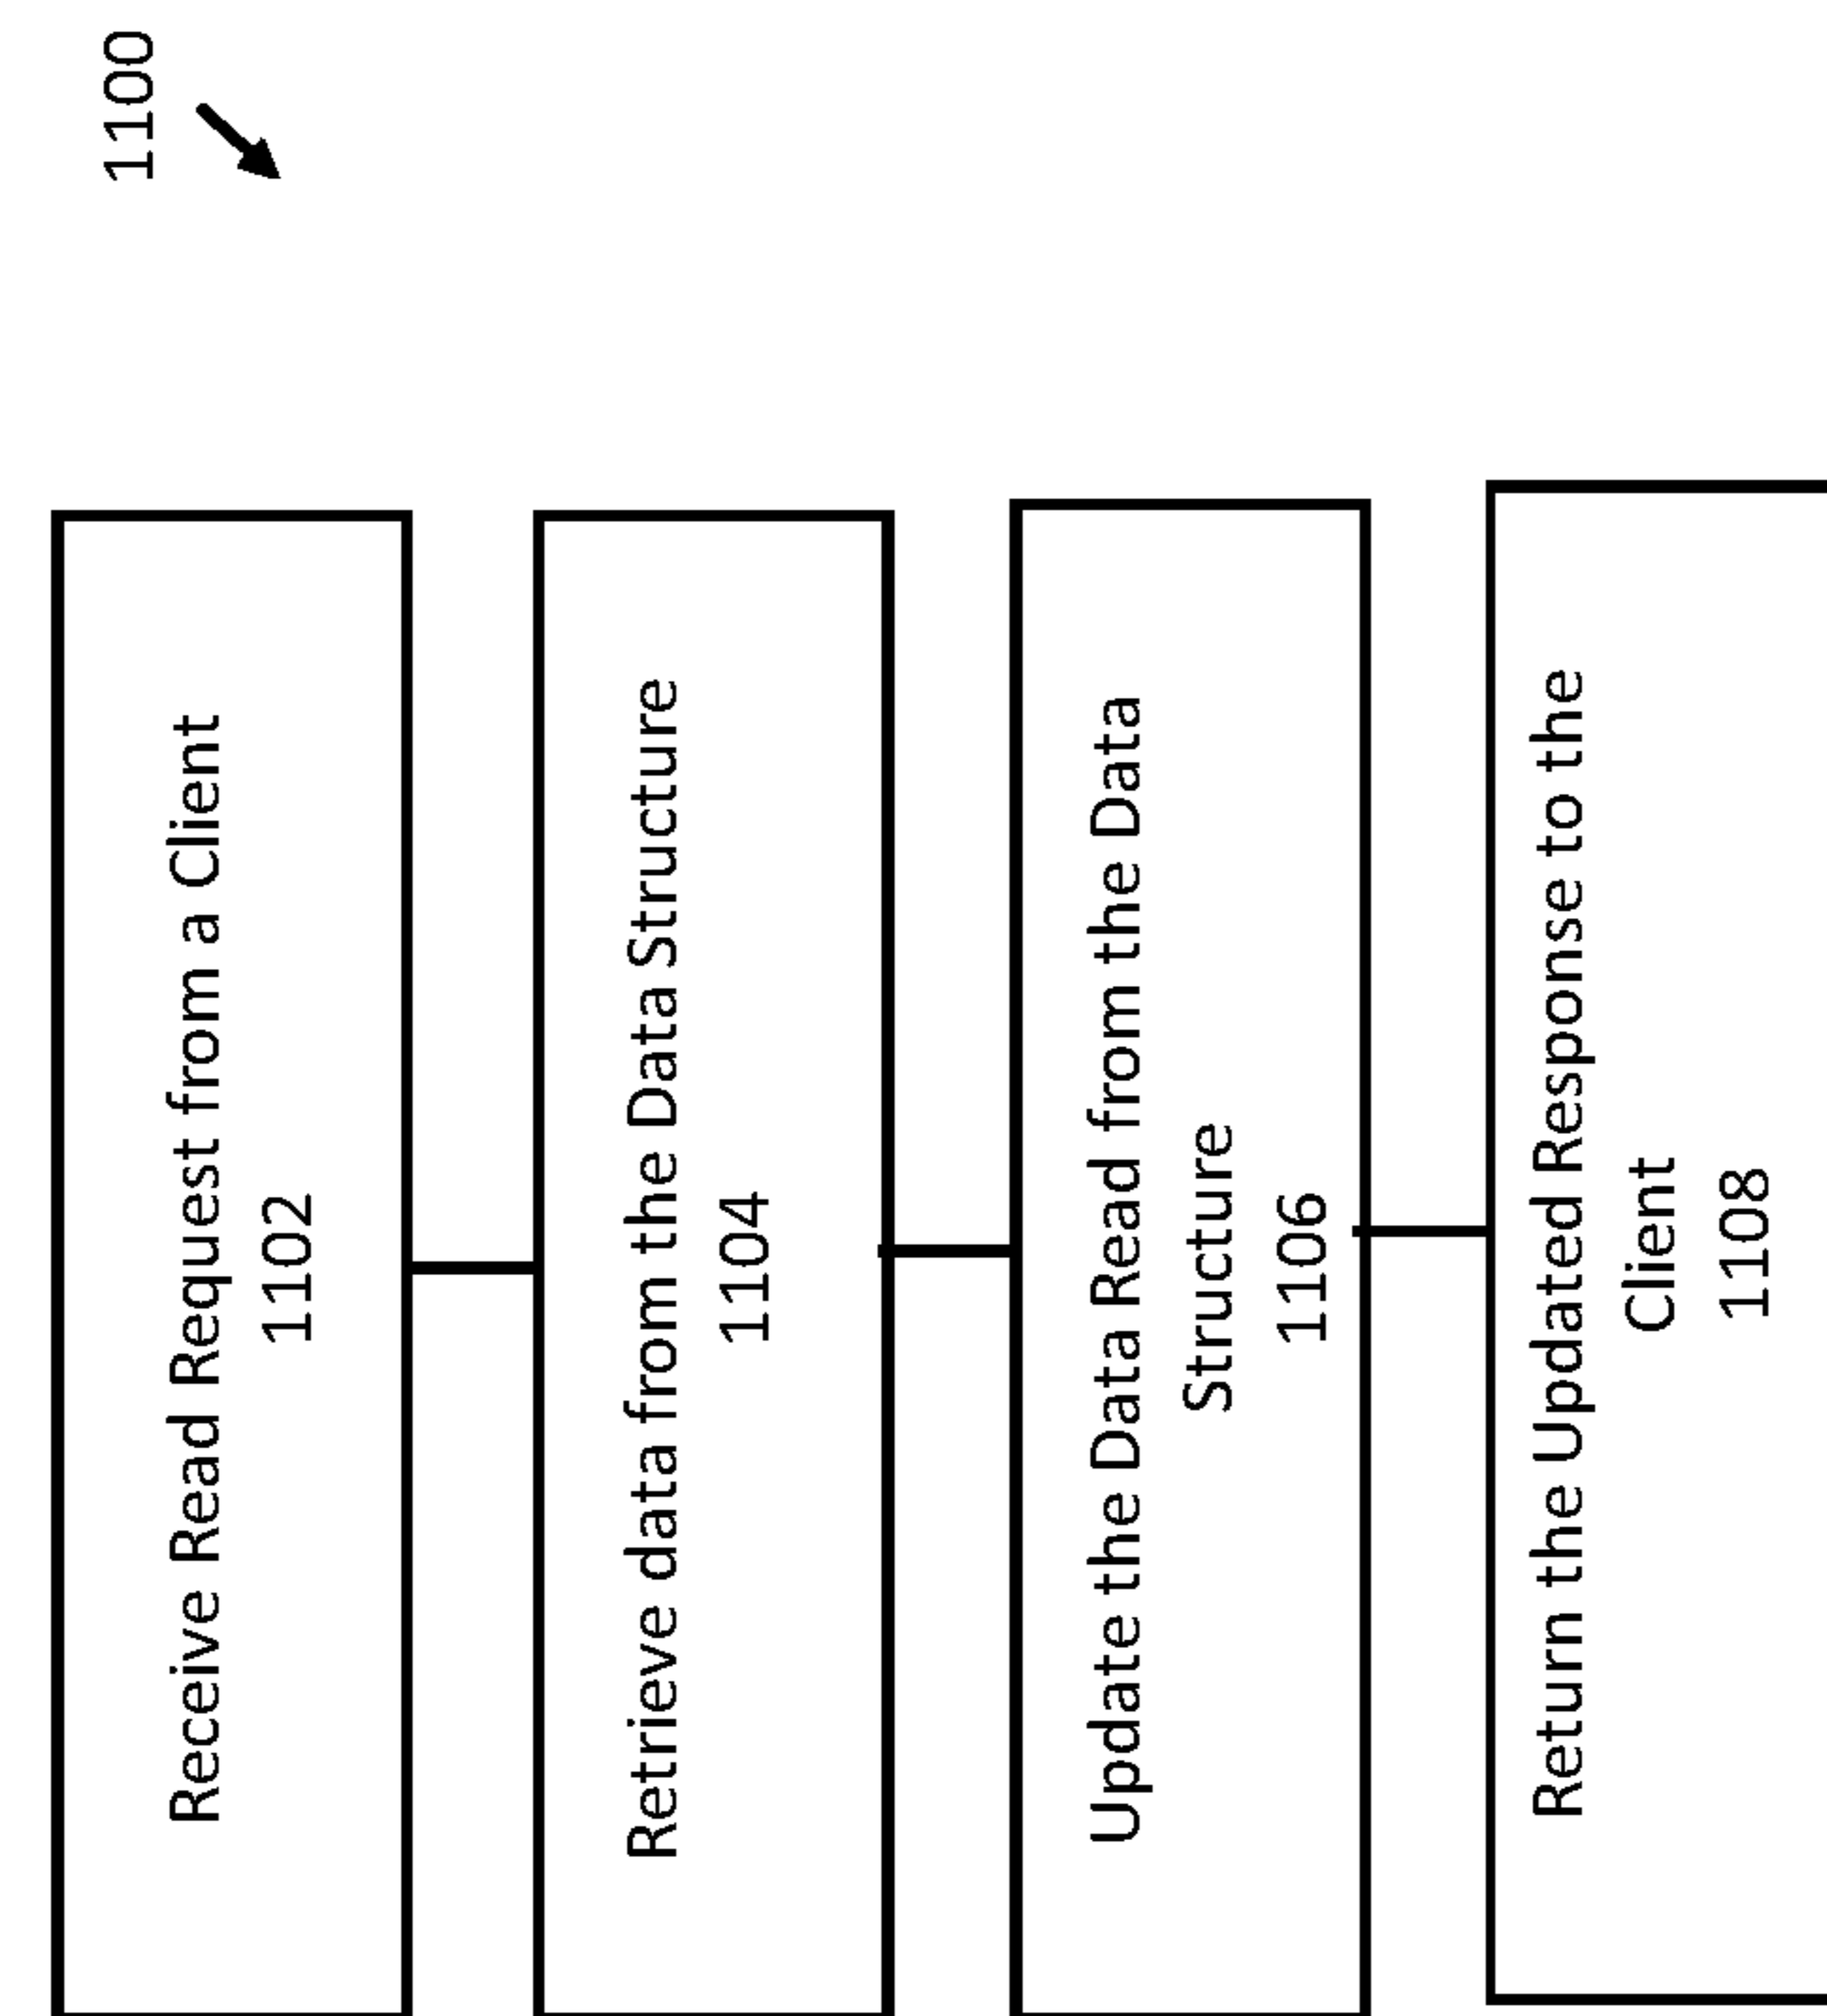 1100
Receive Read Request from a Client
1102
Retrieve data from the Data Structure
1104
Update the Data Read from the Data
Structure
1106
Return the Updated Response to the
Client
1108